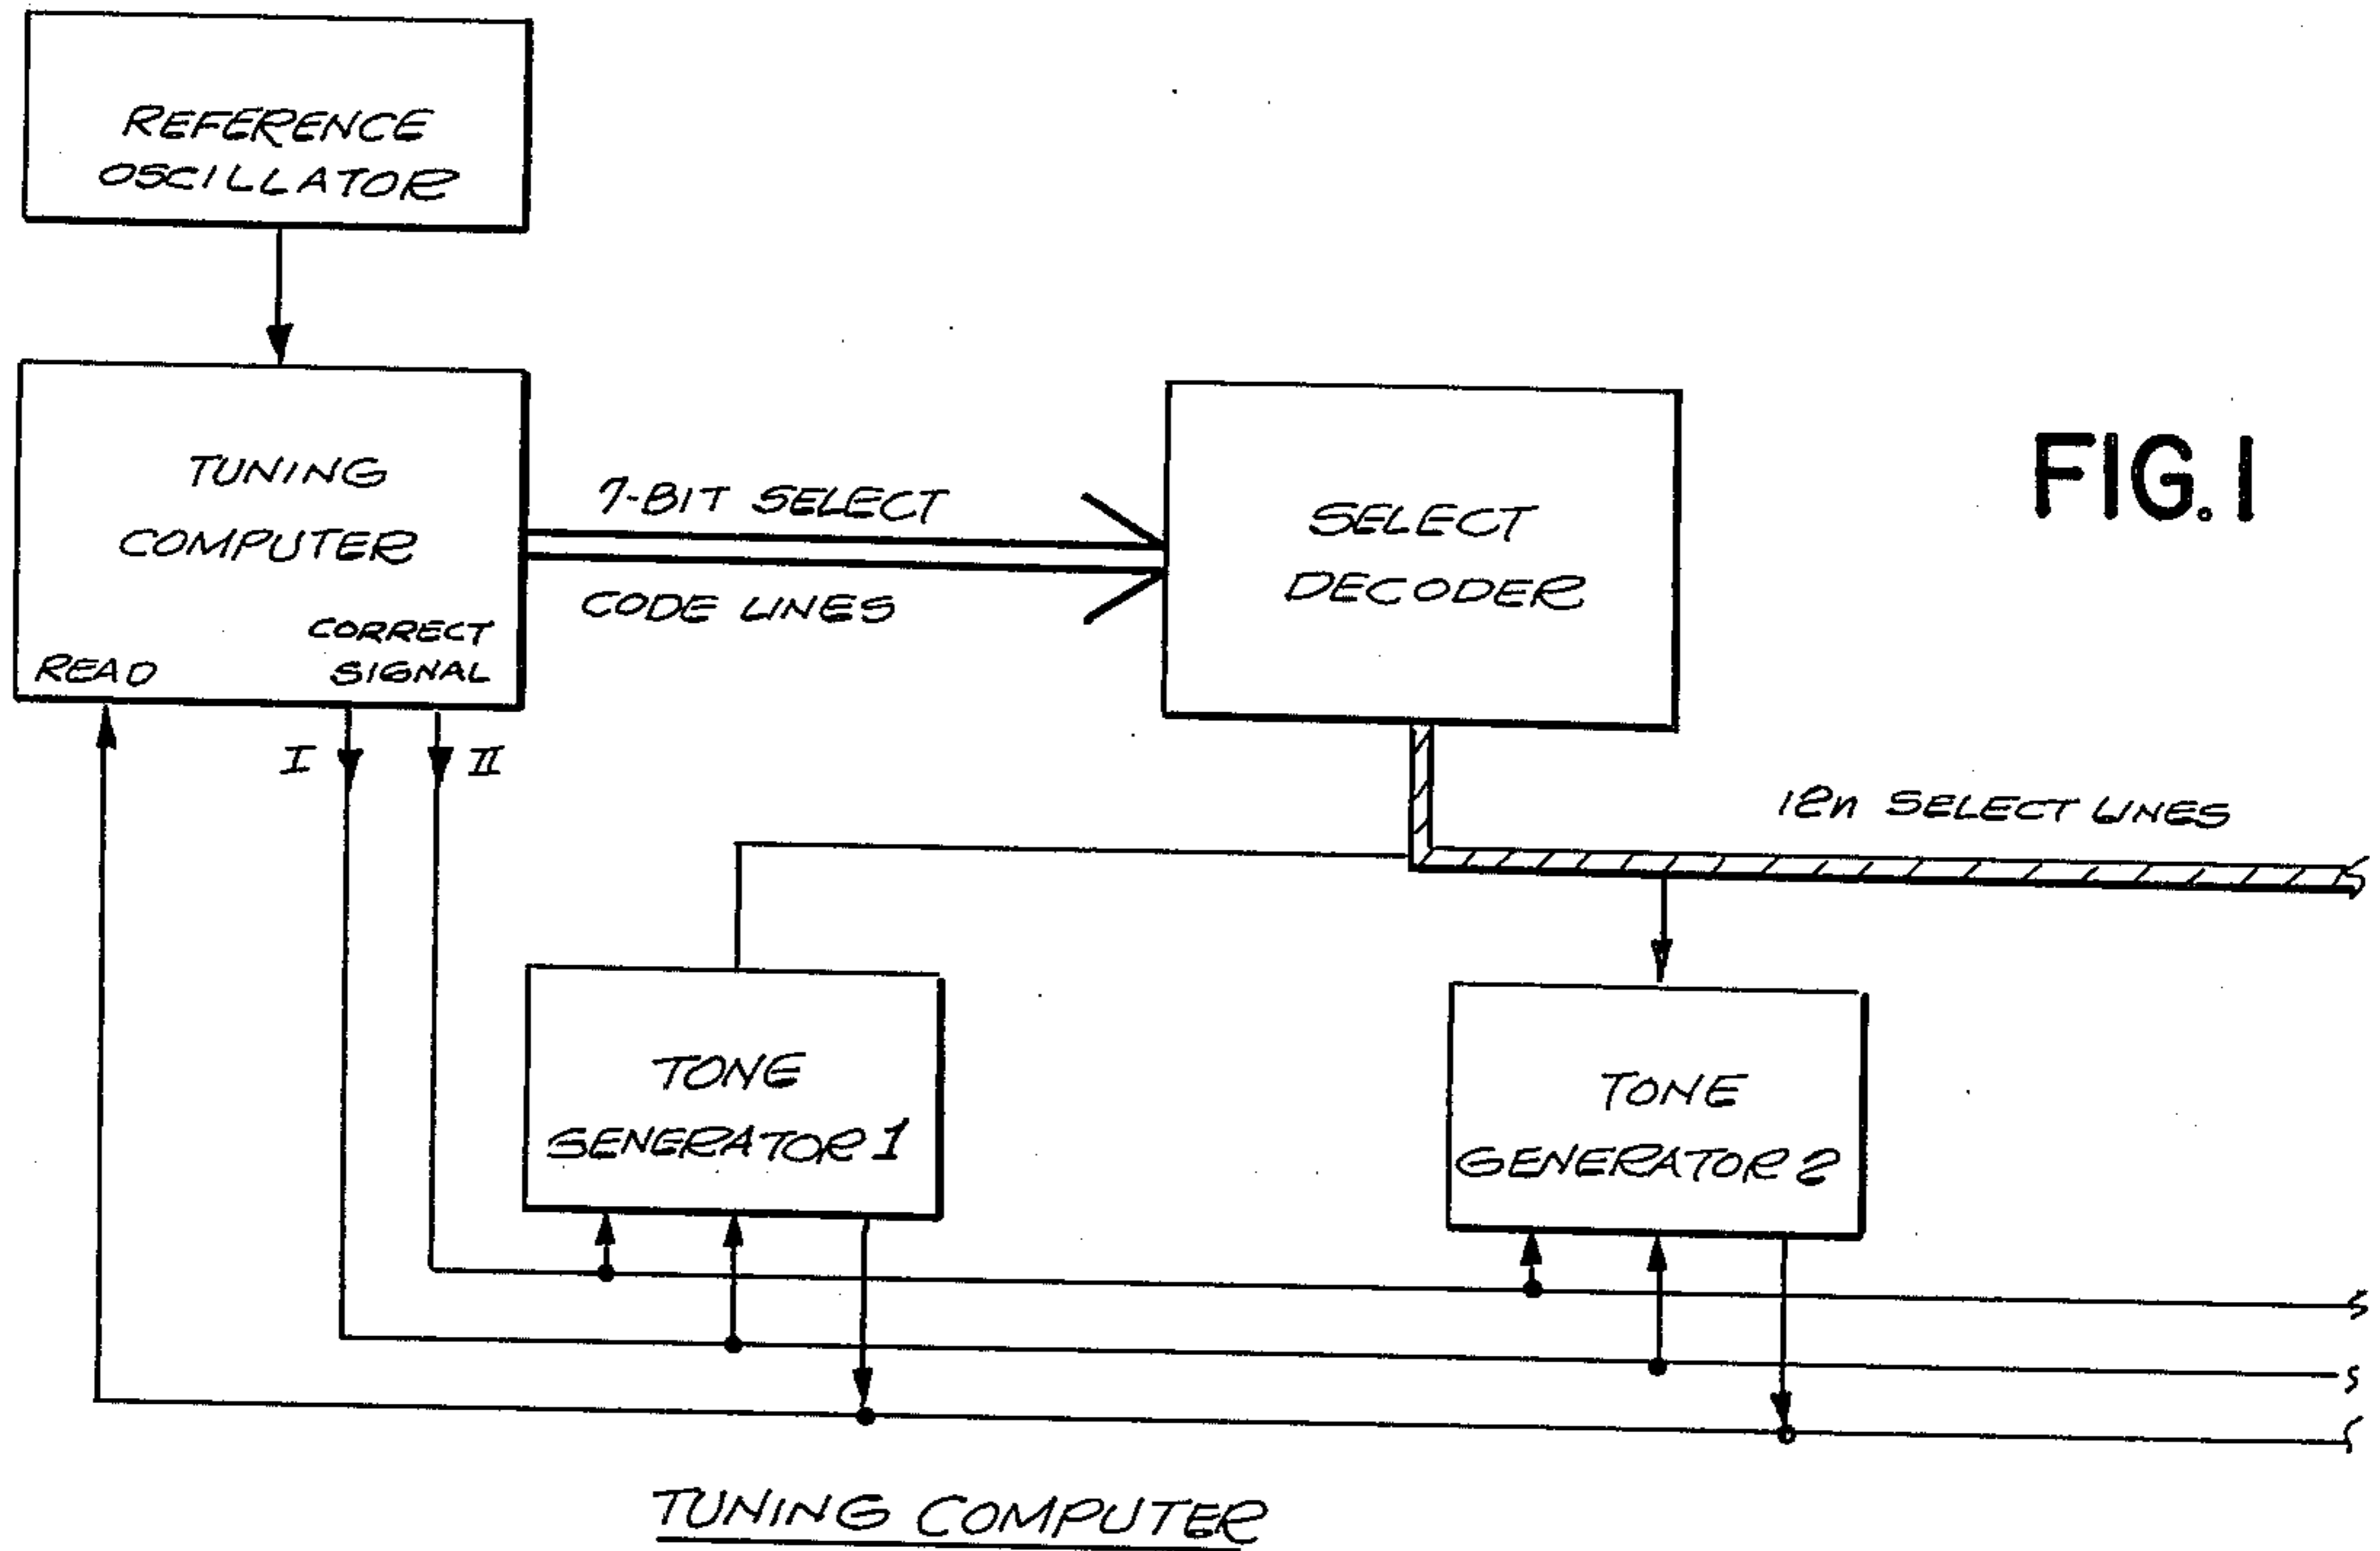 REFERENCE
OSCILLATOR
TUNING
COMPUTER
CORRECT
SIGNAL
READ
7-BIT SELECT
CODE LINES
SELECT
DECODER
FIG.1
I
II
12n SELECT LINES
TONE
GENERATOR 1
TONE
GENERATOR 2
TUNING COMPUTER